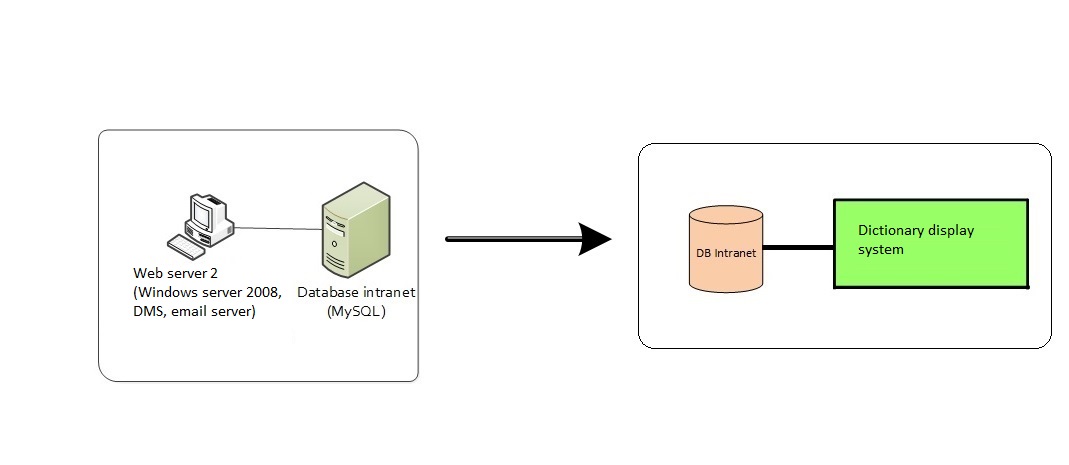 Web server 2
(Windows server 2008,
DMS, email server)
Database intranet
(MySQL)
DB Intranet
Dictionary display
system